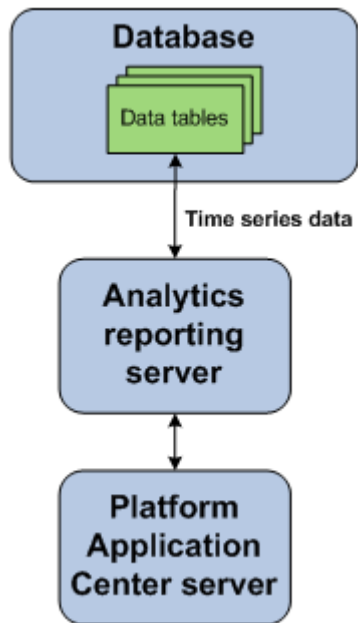 Database
Data tables
Time series data
Analytics
reporting
server
Platform
Application
Center server